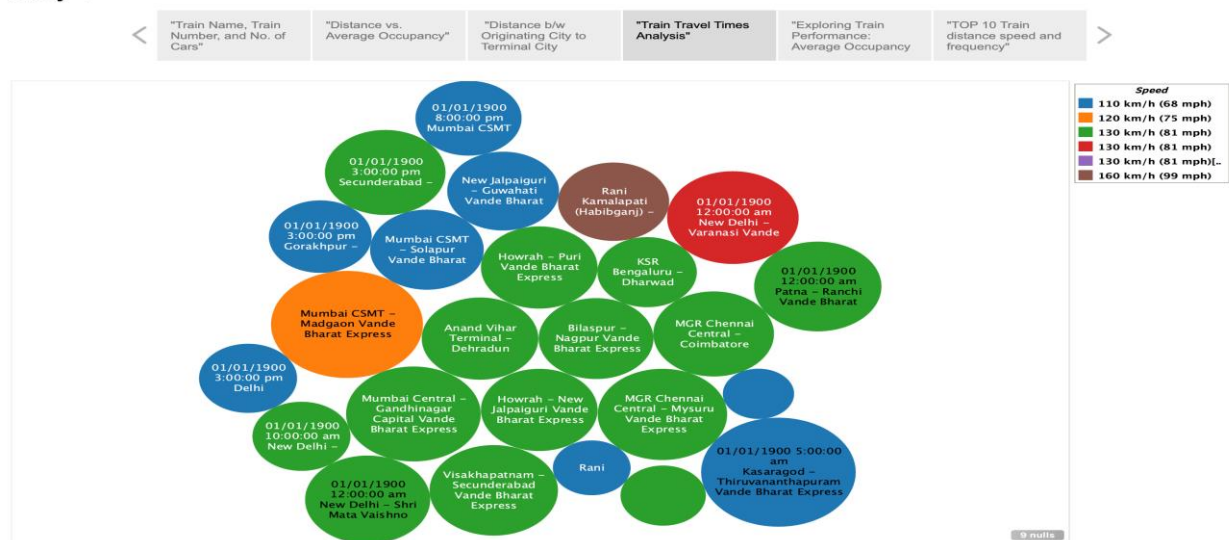 "Train Name, Train
Number, and No. of
Cars"
"Distance vs.
Average Occupancy"
"Distance b/w
Originating City to
Terminal City
"Train Travel Times
Analysis"
"Exploring Train
Performance:
Average Occupancy
"TOP 10 Train
distance speed and
frequency"
Speed
110 km/h (68 mph)
120 km/h (75 mph)
130 km/h (81 mph)
130 km/h (81 mph)
130 km/h (81 mph)[..
160 km/h (99 mph)
01/01/1900
8:00:00 pm
Mumbai CSMT
01/01/1900
3:00:00 pm
Secunderabad –
New Jalpaiguri
– Guwahati
Vande Bharat
Rani
Kamalapati
(Habibganj) –
01/01/1900
12:00:00 am
New Delhi –
Varanasi Vande
01/01/1900
3:00:00 pm
Gorakhpur –
Mumbai CSMT
– Solapur
Vande Bharat
Howrah – Puri
Vande Bharat
Express
KSR
Bengaluru –
Dharwad
01/01/1900
12:00:00 am
Patna – Ranchi
Vande Bharat
Mumbai CSMT –
Madgaon Vande
Bharat Express
Anand Vihar
Terminal –
Dehradun
Bilaspur –
Nagpur Vande
Bharat Express
MGR Chennai
Central –
Coimbatore
01/01/1900
3:00:00 pm
Delhi
Mumbai Central –
Gandhinagar
Capital Vande
Bharat Express
Howrah – New
Jalpaiguri Vande
Bharat Express
MGR Chennai
Central – Mysuru
Vande Bharat
Express
01/01/1900
10:00:00 am
New Delhi –
01/01/1900
12:00:00 am
New Delhi – Shri
Mata Vaishno
Visakhapatnam –
Secunderabad
Vande Bharat
Express
Rani
01/01/1900 5:00:00
am
Kasaragod –
Thiruvananthapuram
Vande Bharat Express
9 nulls